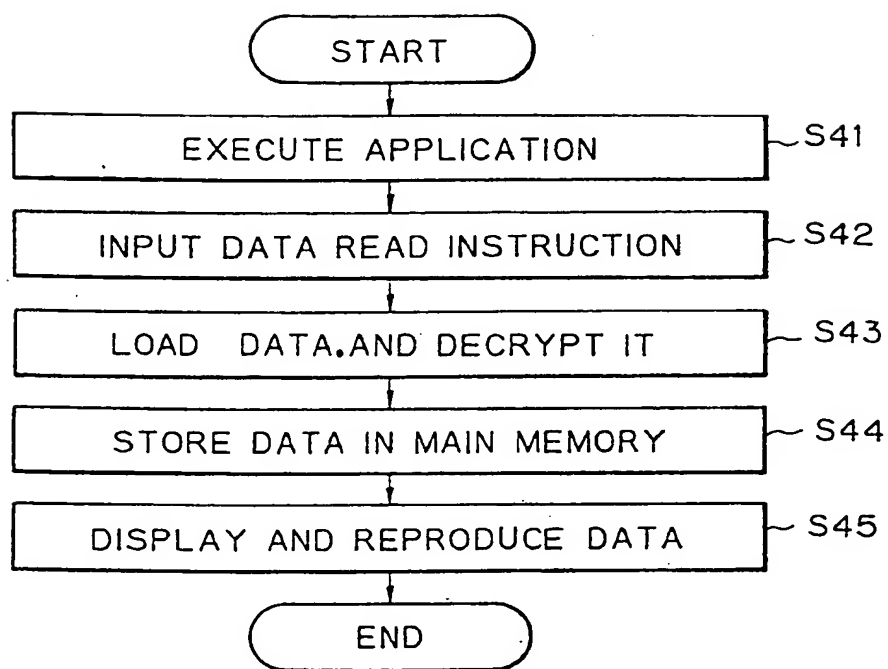 START
EXECUTE APPLICATION S41
INPUT DATA READ INSTRUCTION S42
LOAD DATA.AND DECRYPT IT S43
STORE DATA IN MAIN MEMORY S44
DISPLAY AND REPRODUCE DATA S45
END